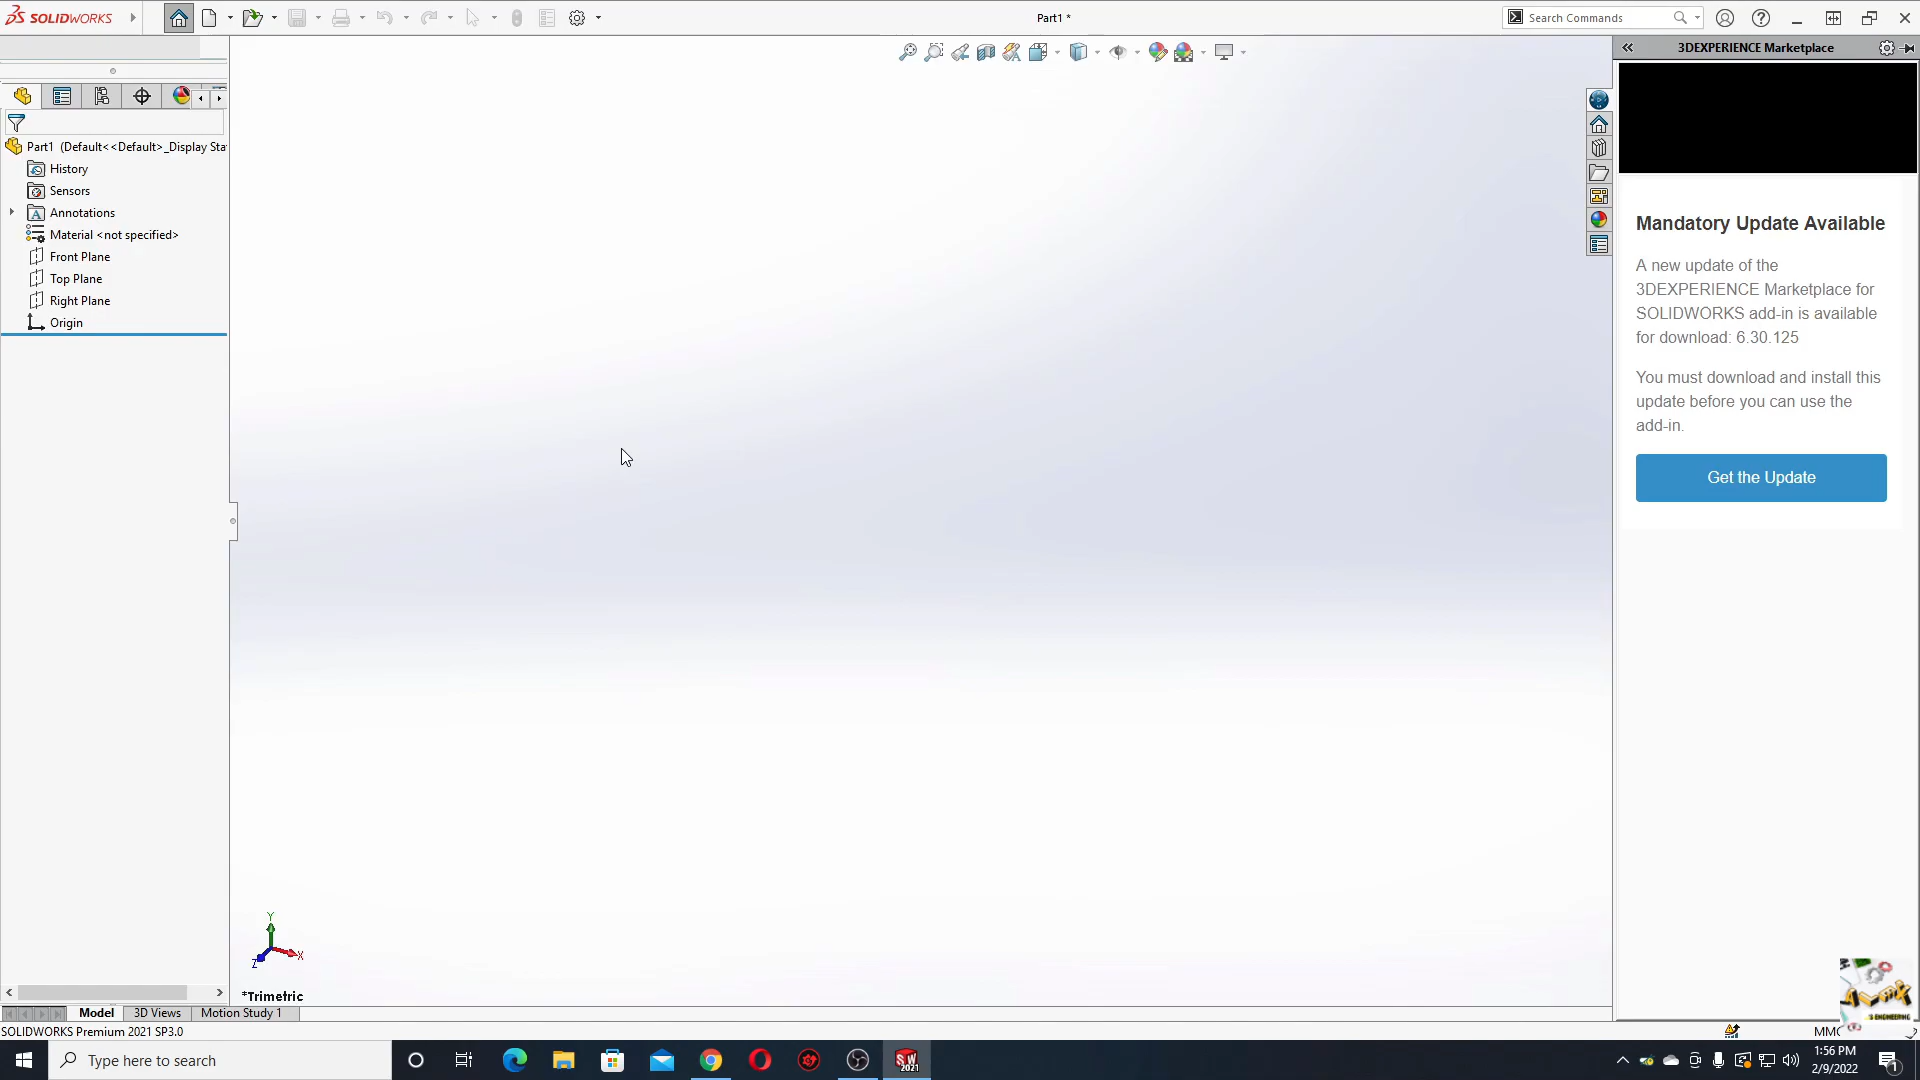 SOLIDWORKS
Part1 *
Search Commands
3DEXPERIENCE Marketplace
Part1 (Default<<Default>_Display Sta
History
Sensors
Annotations
Material <not specified>
Front Plane
Top Plane
Right Plane
Origin
Mandatory Update Available
A new update of the
3DEXPERIENCE Marketplace for
SOLIDWORKS add-in is available
for download: 6.30.125
You must download and install this
update before you can use the
add-in.
Get the Update
Y
X
Z
*Trimetric
Model
3D Views
Motion Study 1
SOLIDWORKS Premium 2021 SP3.0
Type here to search
SW
2021
1:56 PM
2/9/2022
1